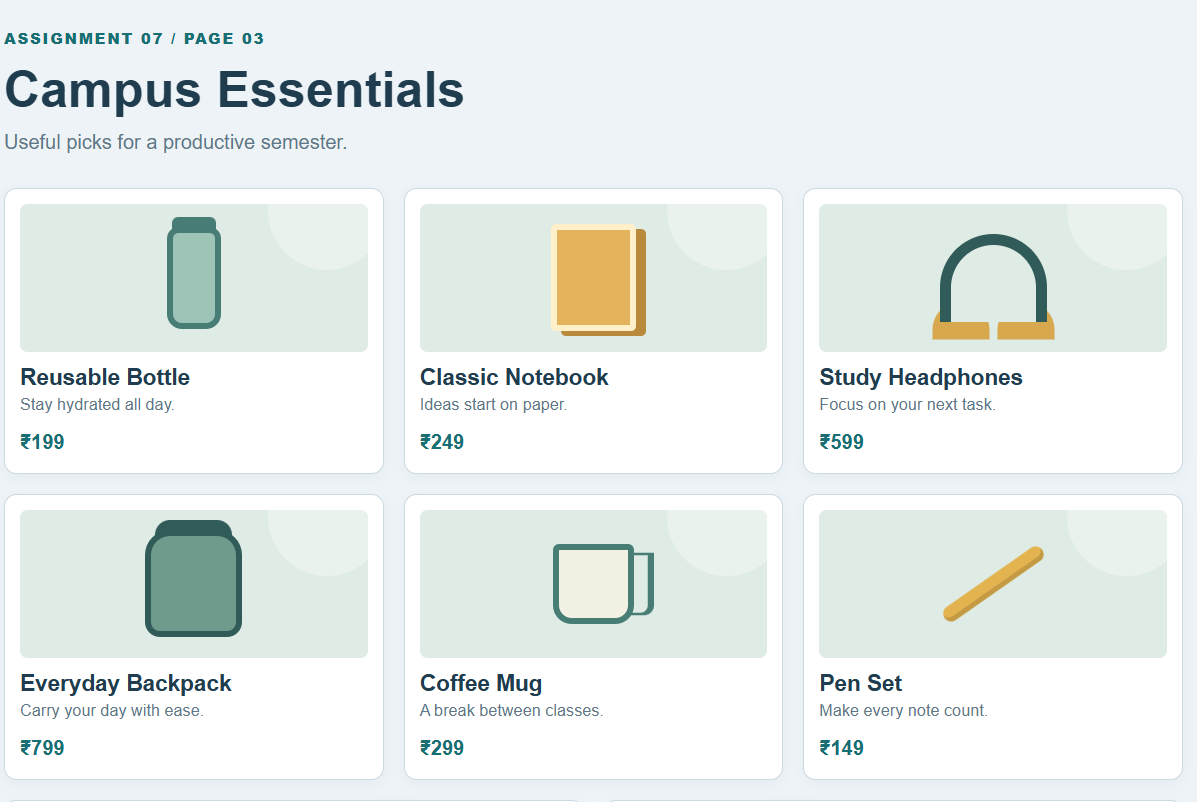 ASSIGNMENT 07 / PAGE 03
Campus Essentials
Useful picks for a productive semester.
Reusable Bottle
Stay hydrated all day.
₹199
Classic Notebook
Ideas start on paper.
₹249
Study Headphones
Focus on your next task.
₹599
Everyday Backpack
Carry your day with ease.
₹799
Coffee Mug
A break between classes.
₹299
Pen Set
Make every note count.
₹149